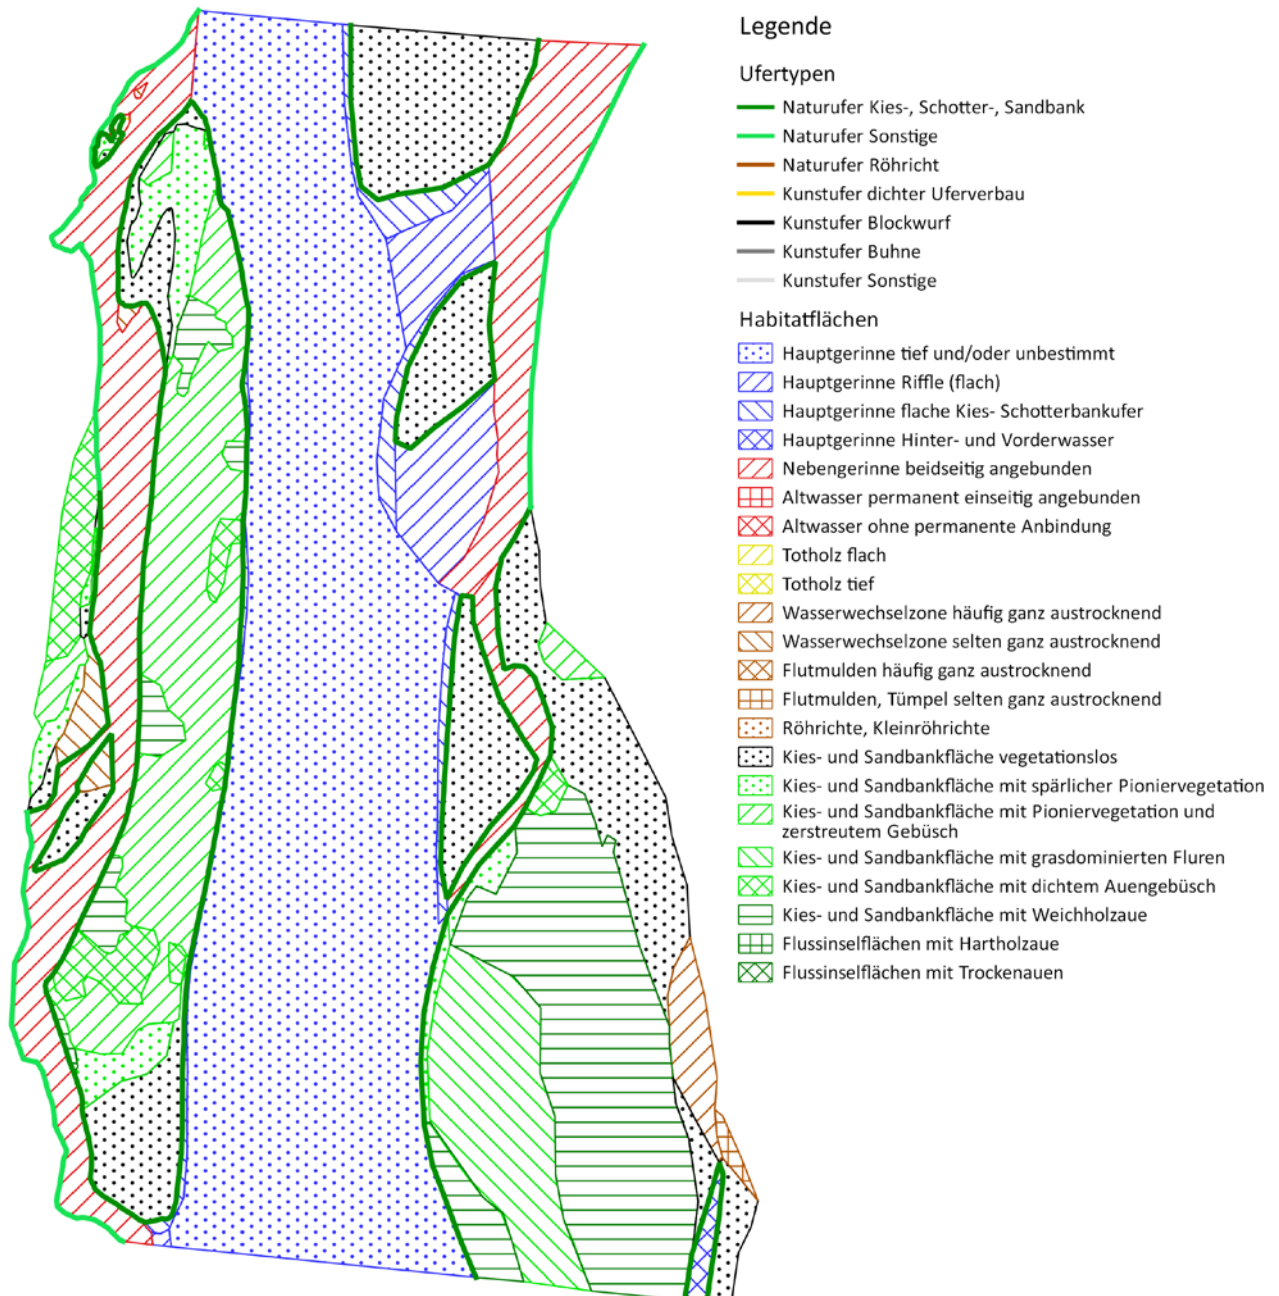 Legende
Ufertypen
Naturufer Kies-, Schotter-, Sandbank
Naturufer Sonstige
Naturufer Röhricht
Kunstufer dichter Uferverbau
Kunstufer Blockwurf
Kunstufer Buhne
Kunstufer Sonstige
Habitatflächen
Hauptgerinne tief und/oder unbestimmt
Hauptgerinne Riffle (flach)
Hauptgerinne flache Kies- Schotterbankufer
Hauptgerinne Hinter- und Vorderwasser
Nebengerinne beidseitig angebunden
Altwasser permanent einseitig angebunden
Altwasser ohne permanente Anbindung
Totholz flach
Totholz tief
Wasserwechselzone häufig ganz austrocknend
Wasserwechselzone selten ganz austrocknend
Flutmulden häufig ganz austrocknend
Flutmulden, Tümpel selten ganz austrocknend
Röhrichte, Kleinröhrichte
Kies- und Sandbankfläche vegetationslos
Kies- und Sandbankfläche mit spärlicher Pioniervegetation
Kies- und Sandbankfläche mit Pioniervegetation und
zerstreutem Gebüsch
Kies- und Sandbankfläche mit grasdominierten Fluren
Kies- und Sandbankfläche mit dichtem Auengebüsch
Kies- und Sandbankfläche mit Weichholzaue
Flussinselflächen mit Hartholzaue
Flussinselflächen mit Trockenauen